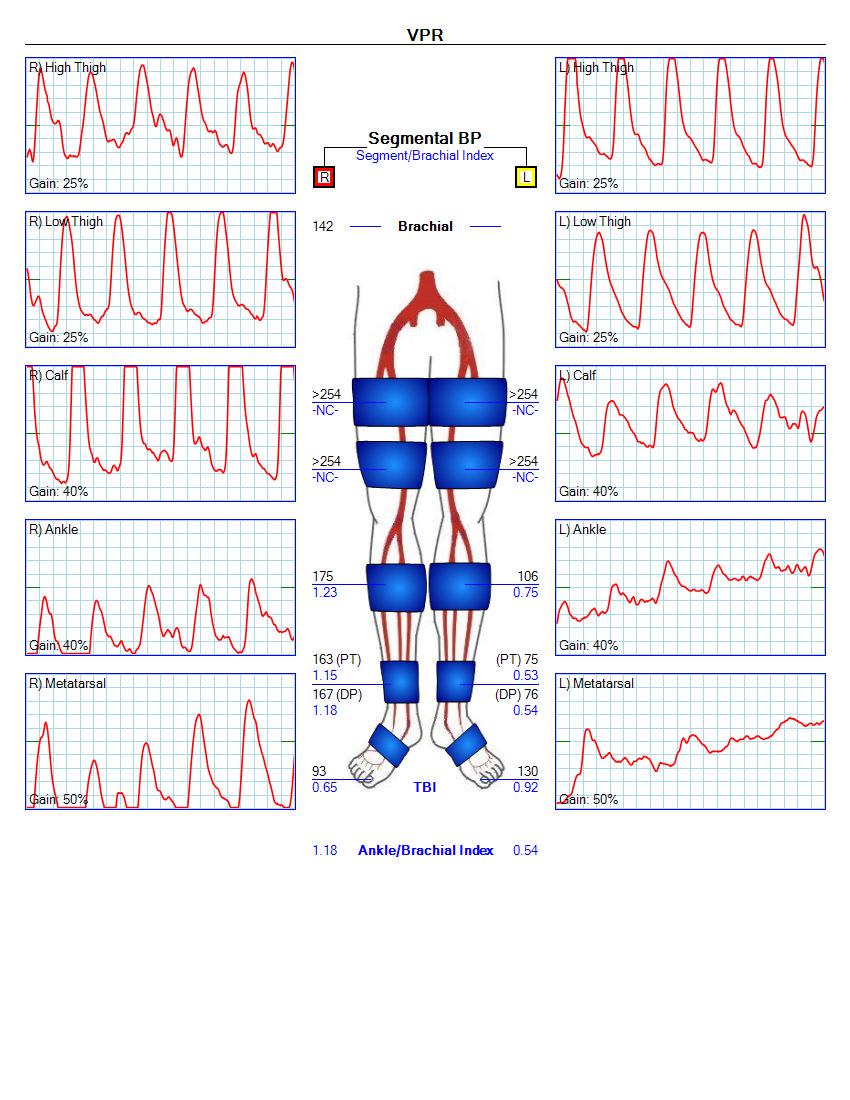 VPR
R) High Thigh
Gain: 25%
R) Low Thigh
Gain: 25%
R) Calf
Gain: 40%
R) Ankle
Gain: 40%
R) Metatarsal
Gain: 50%
Segmental BP
Segment/Brachial Index
R L
142 Brachial
>254 >254
-NC- -NC-
>254 >254
-NC- -NC-
175 106
1.23 0.75
163 (PT) (PT) 75
1.15 0.53
167 (DP) (DP) 76
1.18 0.54
93 130
0.65 TBI 0.92
1.18 Ankle/Brachial Index 0.54
L) High Thigh
Gain: 25%
L) Low Thigh
Gain: 25%
L) Calf
Gain: 40%
L) Ankle
Gain: 40%
L) Metatarsal
Gain: 50%